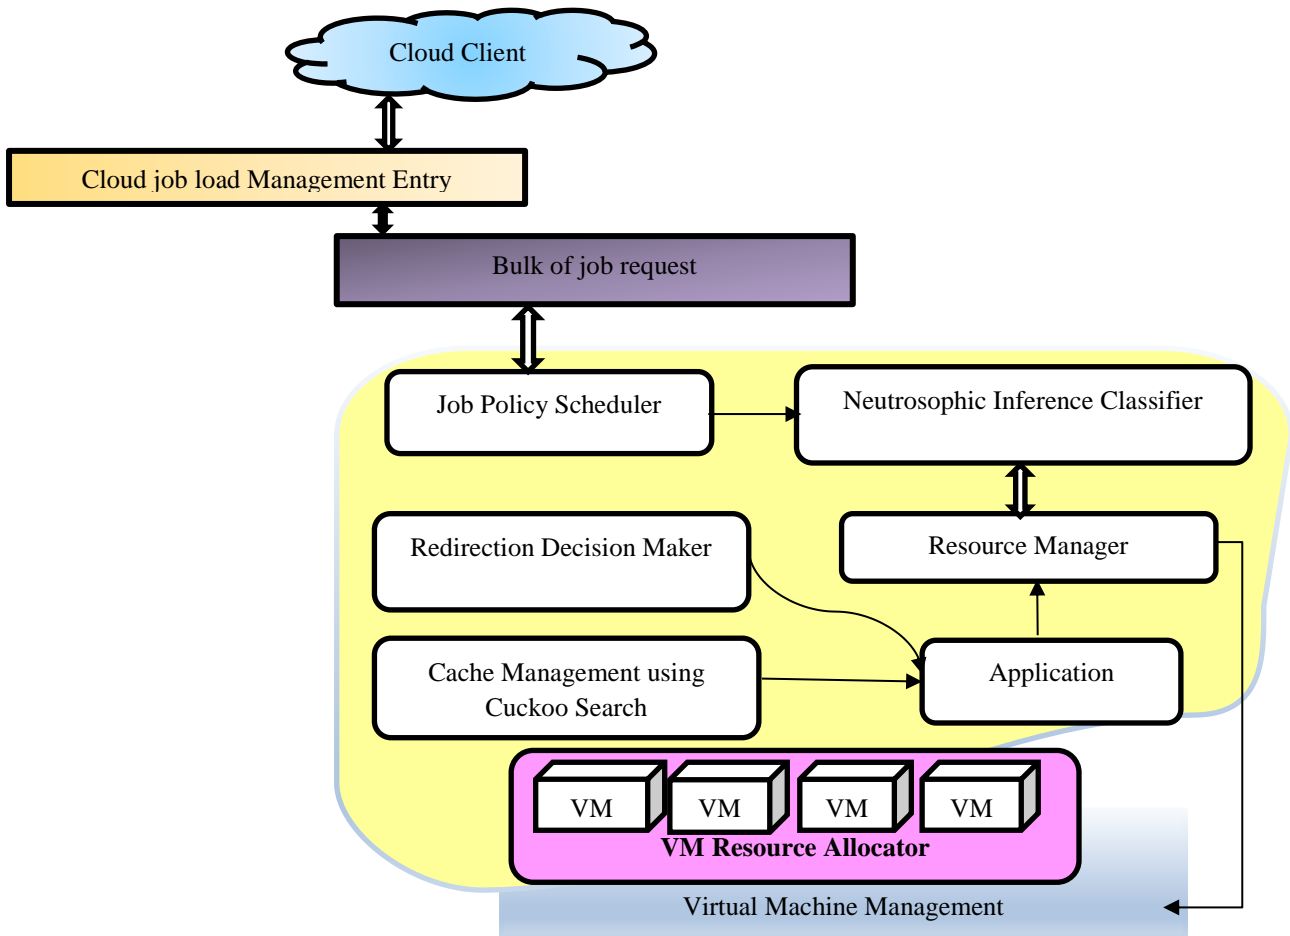 Cloud Client
Cloud job load Management Entry
Bulk of job request
Job Policy Scheduler
Neutrosophic Inference Classifier
Redirection Decision Maker
Resource Manager
Cache Management using
Cuckoo Search
Application
VM
VM
VM
VM
VM Resource Allocator
Virtual Machine Management